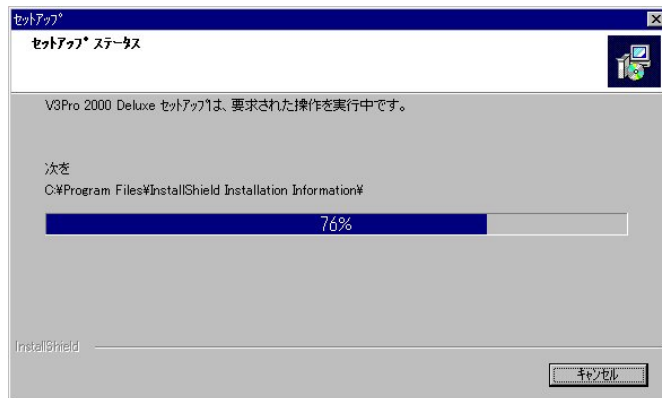 ｾｯﾄｱｯﾌﾟ
ｾｯﾄｱｯﾌﾟ ｽﾃｰﾀｽ
V3Pro 2000 Deluxe ｾｯﾄｱｯﾌﾟは、要求された操作を実行中です。
次を
C:¥Program Files¥InstallShield Installation Information¥
76%
InstallShield
ｷｬﾝｾﾙ